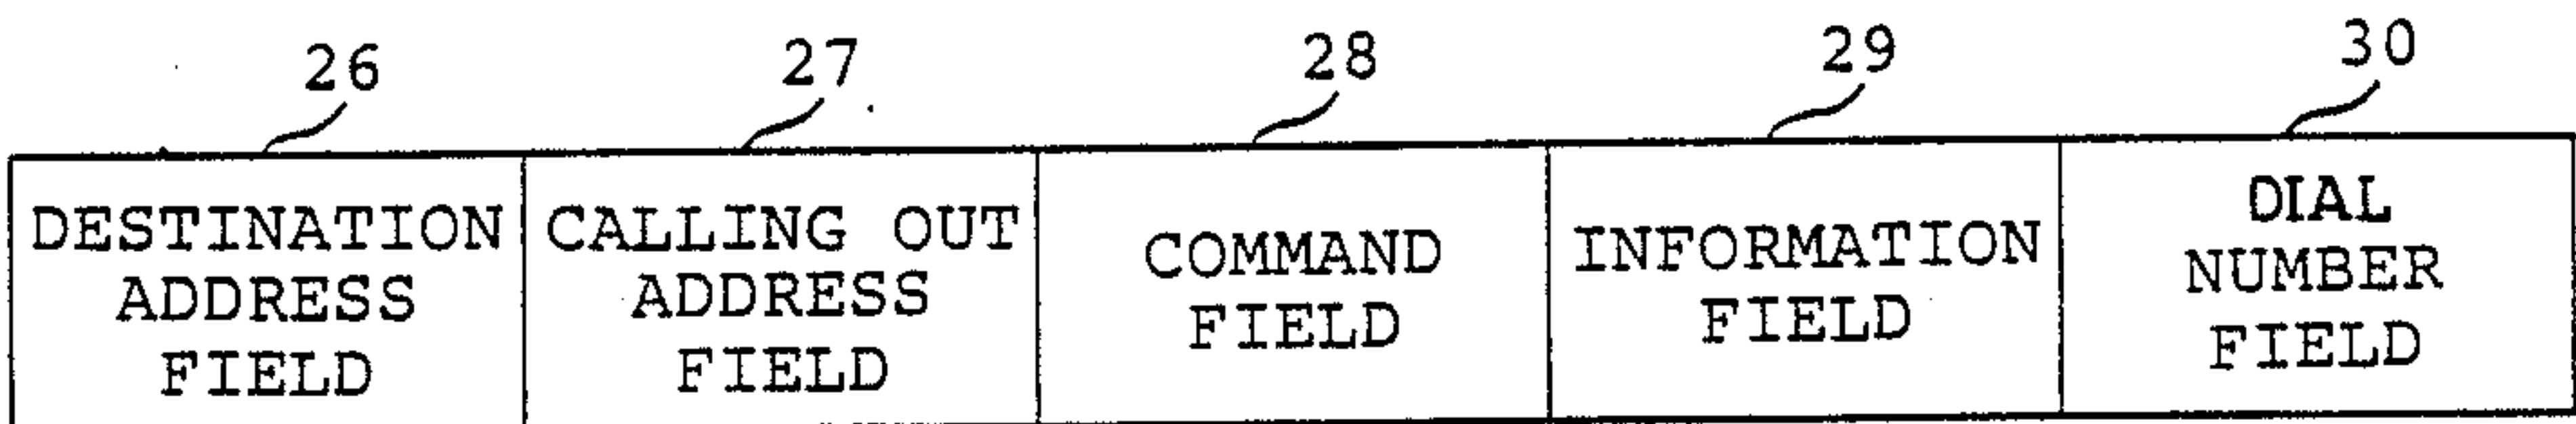 26 27 28 29 30
DESTINATION
ADDRESS
FIELD
CALLING OUT
ADDRESS
FIELD
COMMAND
FIELD
INFORMATION
FIELD
DIAL
NUMBER
FIELD